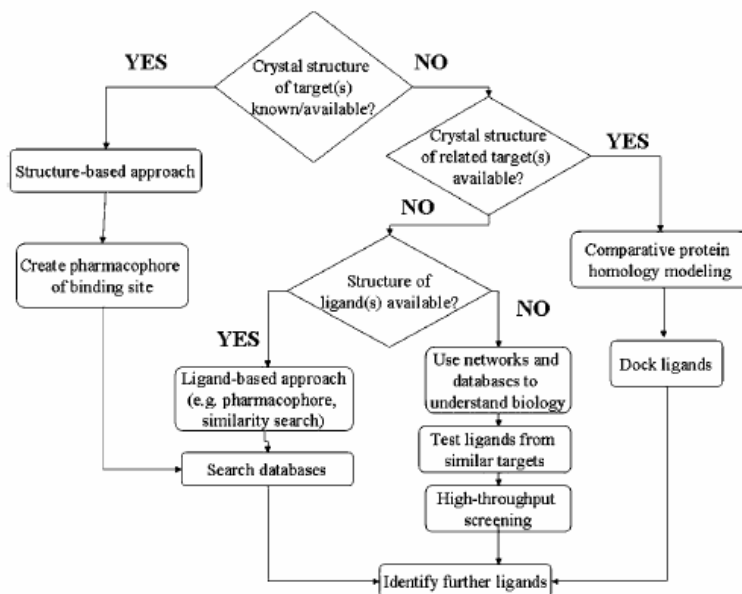 YES
Crystal structure
of target(s)
known/available?
NO
Structure-based approach
Crystal structure
of related target(s)
available?
YES
NO
Create pharmacophore
of binding site
Structure of
ligand(s) available?
Comparative protein
homology modeling
YES
NO
Ligand-based approach
(e.g. pharmacophore,
similarity search)
Use networks and
databases to
understand biology
Dock ligands
Search databases
Test ligands from
similar targets
High-throughput
screening
Identify further ligands